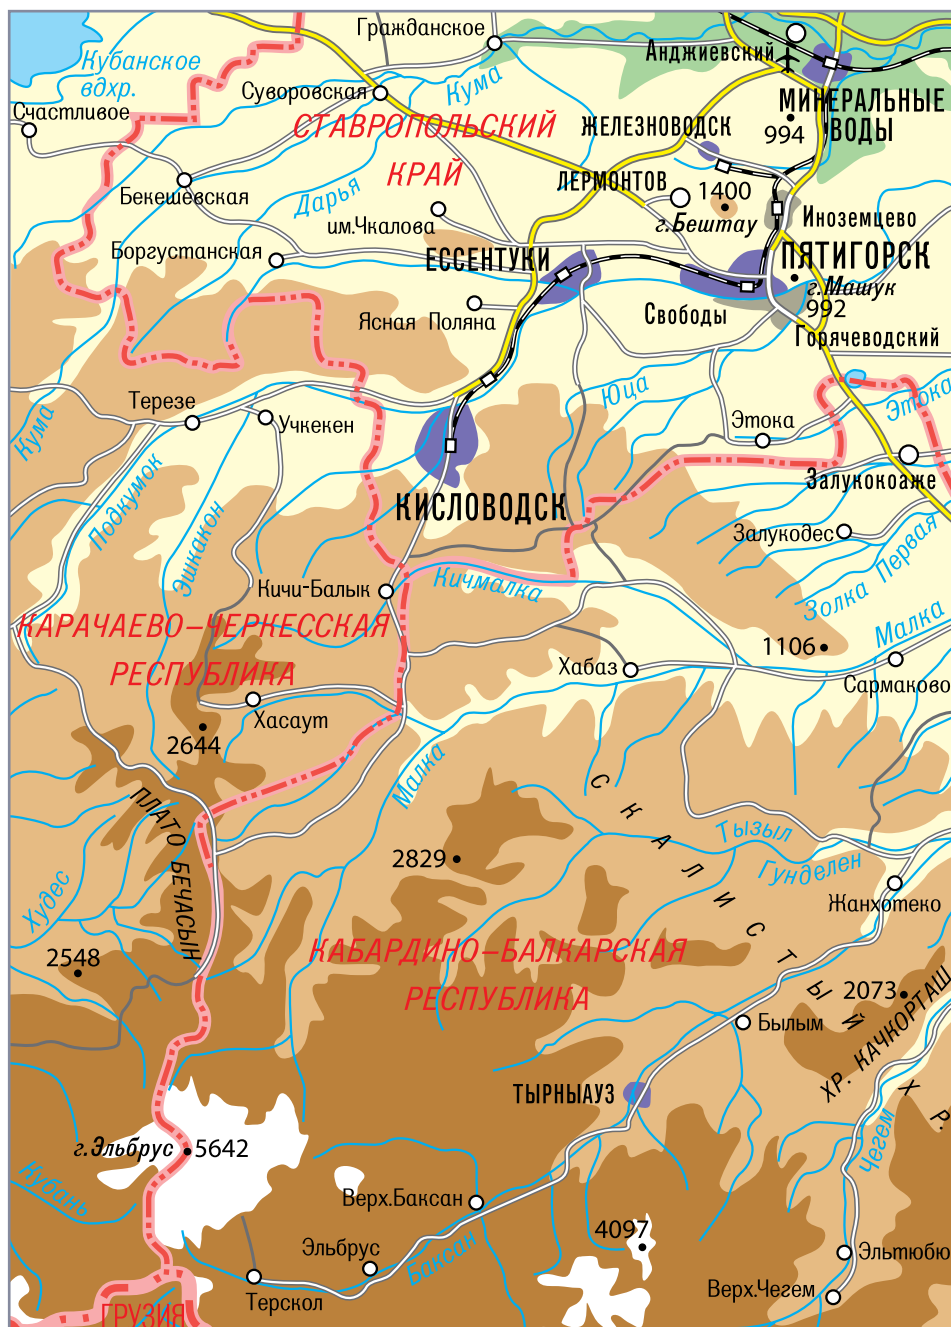 Гражданское
Анджиевский
Кубанское
вдхр.
Суворовская
Кума
МИНЕРАЛЬНЫЕ
ВОДЫ
Счастливое
СТАВРОПОЛЬСКИЙ
КРАЙ
ЖЕЛЕЗНОВОДСК
994
ЛЕРМОНТОВ
1400
г.Бештау
Бекешевская
Дарья
им.Чкалова
Иноземцево
Боргустанская
ЕССЕНТУКИ
ПЯТИГОРСК
г.Машук
992
Ясная Поляна
Свободы
Горячеводский
Юца
Этока
Терезе
Учкекен
Этока
Кума
Подкумок
Эшкакон
КИСЛОВОДСК
Залукокоаже
Залукодес
Золка Первая
Кичи-Балык
Кичмалка
Малка
КАРАЧАЕВО–ЧЕРКЕССКАЯ
РЕСПУБЛИКА
1106
Хабаз
Сармаково
Хасаут
2644
Малка
ПЛАТО БЕЧАСЫН
СКАЛИСТЫЙ ХР.
Тызыл
Гунделен
2829
Жанхотеко
Худес
2548
КАБАРДИНО–БАЛКАРСКАЯ
РЕСПУБЛИКА
2073
ХР. КАЧКОРТАШ
Былым
ТЫРНЫАУЗ
г.Эльбрус
5642
Чегем
Кубань
Верх.Баксан
4097
Эльбрус
Баксан
Эльтюбю
Верх.Чегем
Терскол
ГРУЗИЯ